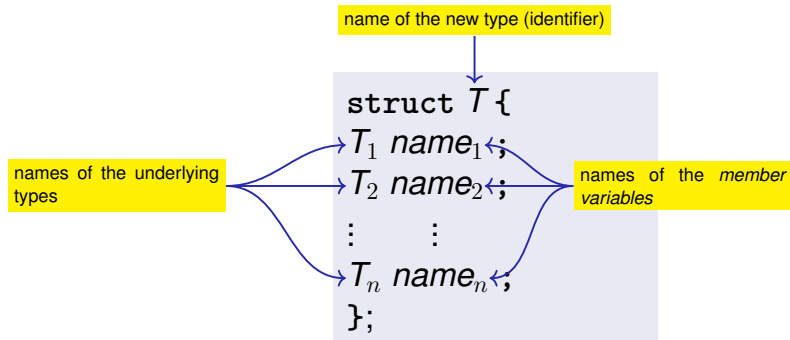 name of the new type (identifier)
struct T {
T₁ name₁ ;
names of the underlying
types
T₂ name₂ ;
names of the member
variables
⋮ ⋮
Tₙ nameₙ ;
};